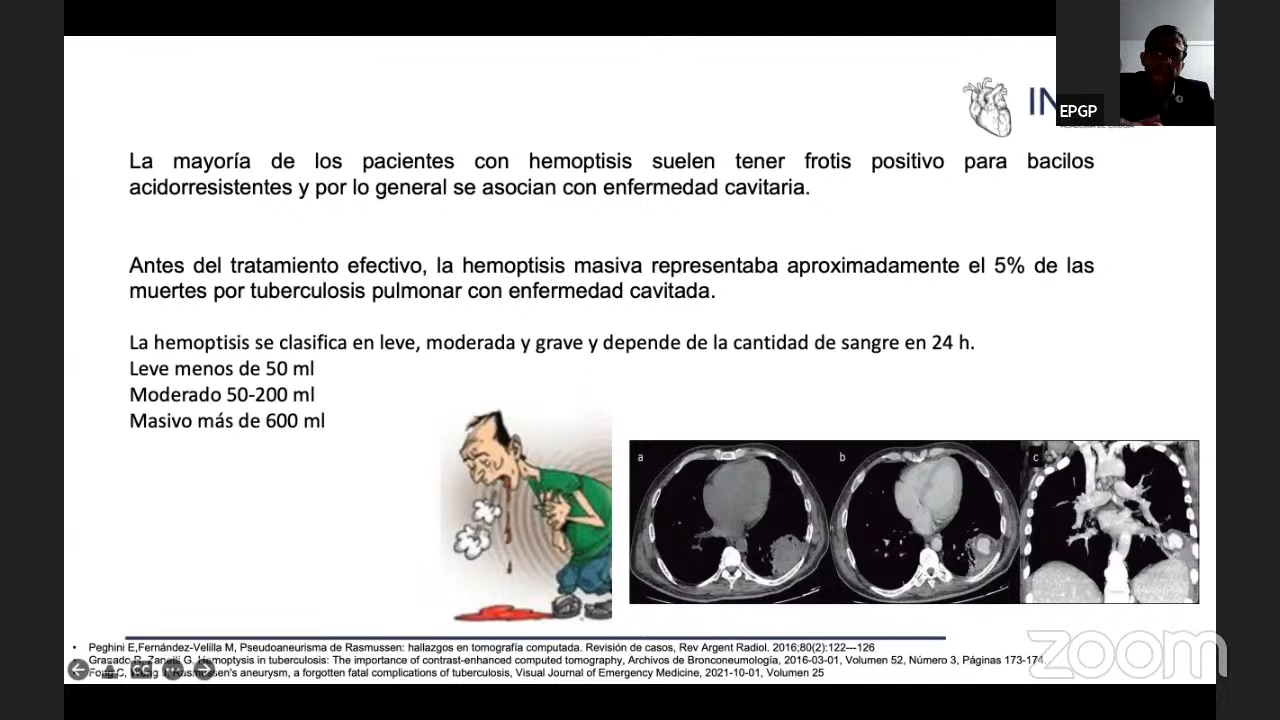 IN
EPGP
La mayoría de los pacientes con hemoptisis suelen tener frotis positivo para bacilos
acidorresistentes y por lo general se asocian con enfermedad cavitaria.
Antes del tratamiento efectivo, la hemoptisis masiva representaba aproximadamente el 5% de las
muertes por tuberculosis pulmonar con enfermedad cavitada.
La hemoptisis se clasifica en leve, moderada y grave y depende de la cantidad de sangre en 24 h.
Leve menos de 50 ml
Moderado 50-200 ml
Masivo más de 600 ml
a b c
• Peghini E,Fernández-Velilla M, Pseudoaneurisma de Rasmussen: hallazgos en tomografía computada. Revisión de casos, Rev Argent Radiol. 2016;80(2):122---126
Granado P, Zanetti G. Hemoptysis in tuberculosis: The importance of contrast-enhanced computed tomography, Archivos de Bronconeumología, 2016-03-01, Volumen 52, Número 3, Páginas 173-174
Fong C, Rasmussen's aneurysm, a forgotten fatal complications of tuberculosis, Visual Journal of Emergency Medicine, 2021-10-01, Volumen 25
zoom